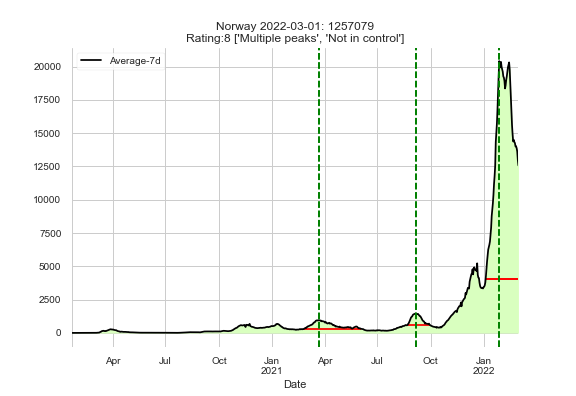 Norway 2022-03-01: 1257079
Rating:8 ['Multiple peaks', 'Not in control']
Average-7d
20000
17500
15000
12500
10000
7500
5000
2500
0
Apr Jul Oct Jan Apr Jul Oct Jan
2021 2022
Date